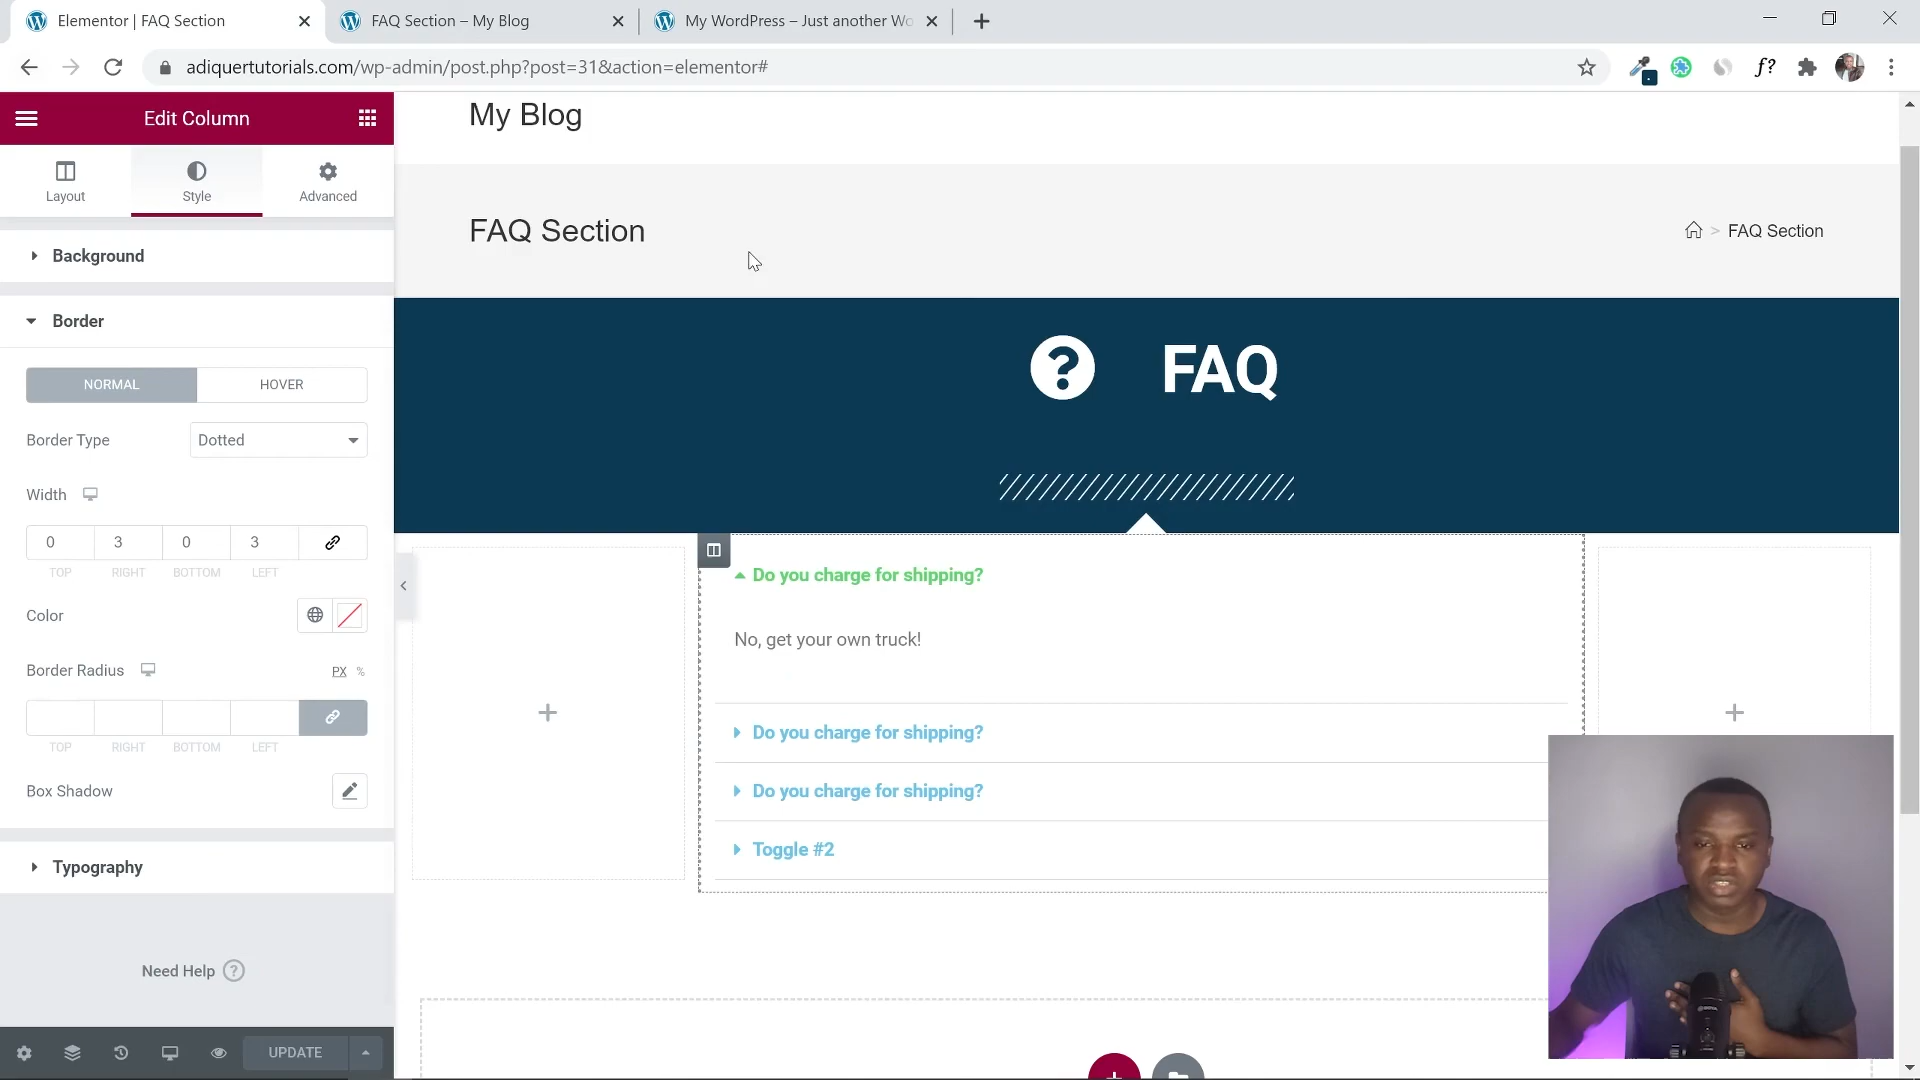 Elementor | FAQ Section
FAQ Section – My Blog
My WordPress – Just another Wo
adiquertutorials.com/wp-admin/post.php?post=31&action=elementor#
f?
Edit Column
Layout
Style
Advanced
Background
Border
NORMAL
HOVER
Border Type
Dotted
Width
0
3
0
3
TOP
RIGHT
BOTTOM
LEFT
Color
Border Radius
PX
%
TOP
RIGHT
BOTTOM
LEFT
Box Shadow
Typography
Need Help
UPDATE
My Blog
FAQ Section
> FAQ Section
FAQ
Do you charge for shipping?
No, get your own truck!
Do you charge for shipping?
Do you charge for shipping?
Toggle #2